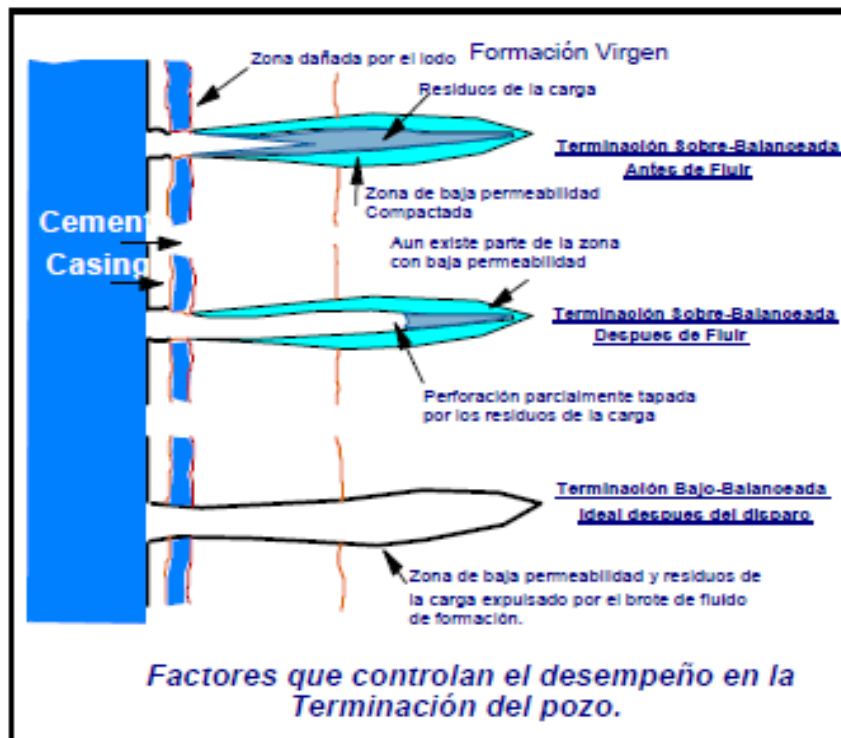 Zona dañada por el lodo
Formación Virgen
Residuos de la carga
Terminación Sobre-Balanceada
Antes de Fluir
Zona de baja permeabilidad
Compactada
Cement
Casing
Aun existe parte de la zona
con baja permeabilidad
Terminación Sobre-Balanceada
Despues de Fluir
Perforación parcialmente tapada
por los residuos de la carga
Terminación Bajo-Balanceada
Ideal despues del disparo
Zona de baja permeabilidad y residuos de
la carga expulsado por el brote de fluido
de formación.
Factores que controlan el desempeño en la
Terminación del pozo.